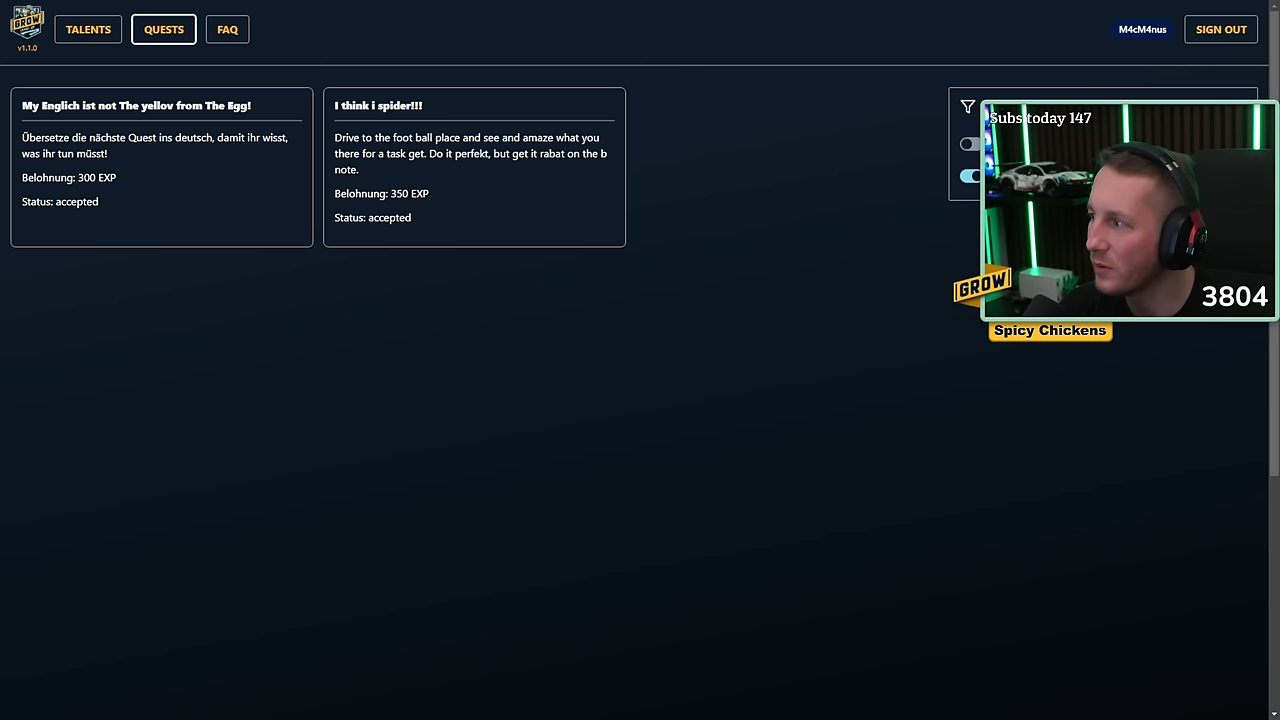 GROW
v1.1.0
TALENTS
QUESTS
FAQ
M4cM4nus
SIGN OUT
My Englich ist not The yellov from The Egg!
Übersetze die nächste Quest ins deutsch, damit ihr wisst,
was ihr tun müsst!
Belohnung: 300 EXP
Status: accepted
I think i spider!!!
Drive to the foot ball place and see and amaze what you
there for a task get. Do it perfekt, but get it rabat on the b
note.
Belohnung: 350 EXP
Status: accepted
Subs today 147
GROW
3804
Spicy Chickens